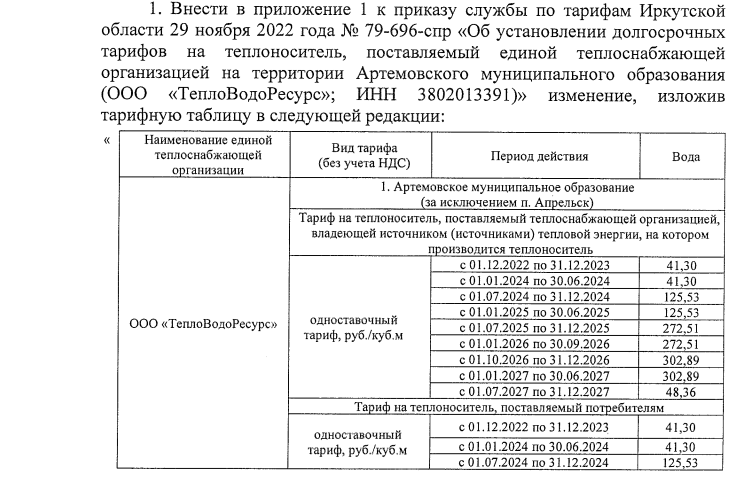 1. Внести в приложение 1 к приказу службы по тарифам Иркутской
области 29 ноября 2022 года № 79-696-спр «Об установлении долгосрочных
тарифов на теплоноситель, поставляемый единой теплоснабжающей
организацией на территории Артемовского муниципального образования
(ООО «ТеплоВодоРесурс»; ИНН 3802013391)» изменение, изложив
тарифную таблицу в следующей редакции:
«
Наименование единой теплоснабжающей организации | Вид тарифа (без учета НДС) | Период действия | Вода
1. Артемовское муниципальное образование
(за исключением п. Апрельск)
Тариф на теплоноситель, поставляемый теплоснабжающей организацией,
владеющей источником (источниками) тепловой энергии, на котором
производится теплоноситель
ООО «ТеплоВодоРесурс»
одноставочный
тариф, руб./куб.м
с 01.12.2022 по 31.12.2023 41,30
с 01.01.2024 по 30.06.2024 41,30
с 01.07.2024 по 31.12.2024 125,53
с 01.01.2025 по 30.06.2025 125,53
с 01.07.2025 по 31.12.2025 272,51
с 01.01.2026 по 30.09.2026 272,51
с 01.10.2026 по 31.12.2026 302,89
с 01.01.2027 по 30.06.2027 302,89
с 01.07.2027 по 31.12.2027 48,36
Тариф на теплоноситель, поставляемый потребителям
одноставочный
тариф, руб./куб.м
с 01.12.2022 по 31.12.2023 41,30
с 01.01.2024 по 30.06.2024 41,30
с 01.07.2024 по 31.12.2024 125,53